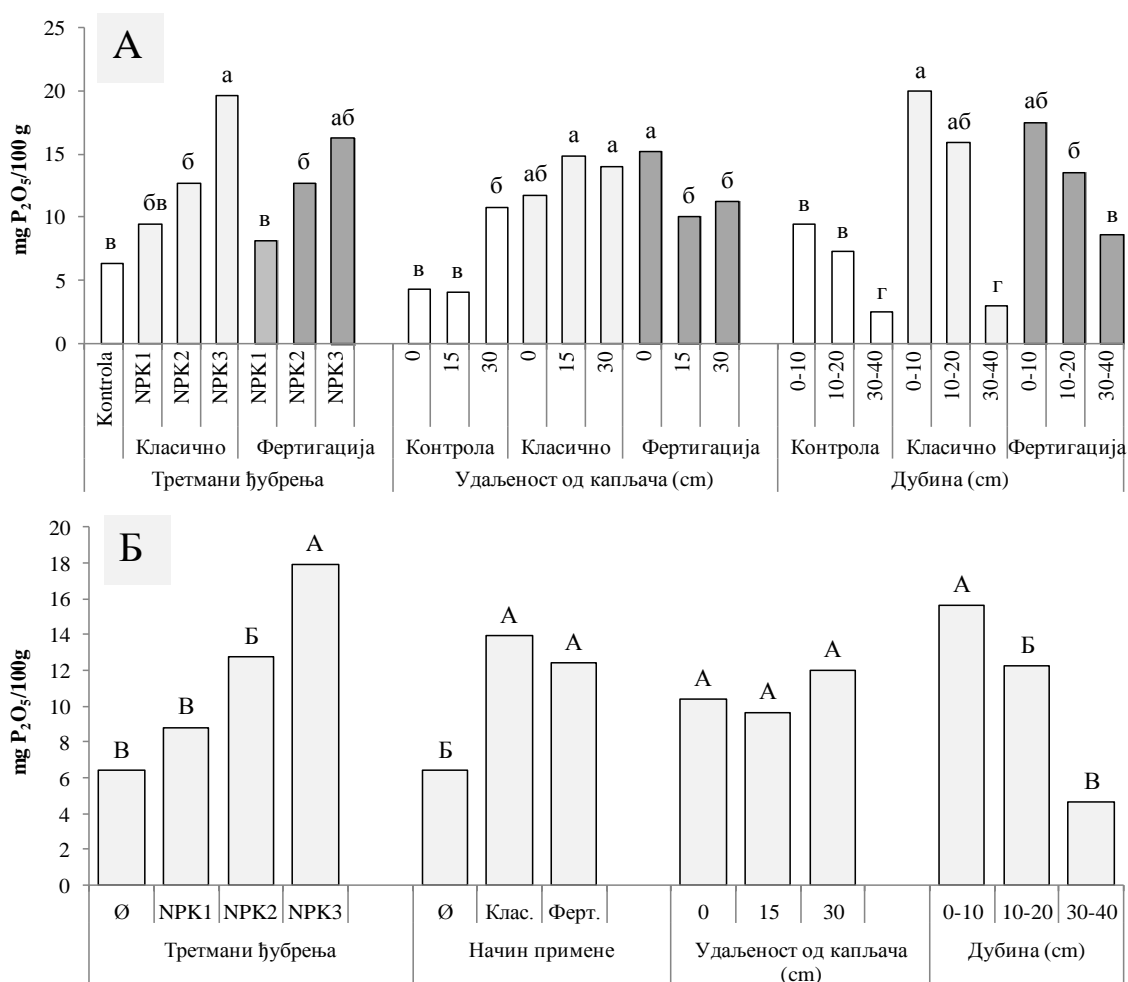 А
mg P₂O₅/100 g
25
20
15
10
5
0
в
бв
б
а
в
б
аб
в
в
б
аб
а
а
а
б
б
в
в
г
а
аб
г
аб
б
в
Kontrola
NPK1
NPK2
NPK3
NPK1
NPK2
NPK3
0
15
30
0
15
30
0
15
30
0-10
10-20
30-40
0-10
10-20
30-40
0-10
10-20
30-40
Класично Фертигација Контрола Класично Фертигација Контрола Класично Фертигација
Третмани ђубрења Удаљеност од капљача (cm) Дубина (cm)
Б
mg P₂O₅/100g
20
18
16
14
12
10
8
6
4
2
0
В
В
Б
А
Б
А
А
А
А
А
А
Б
В
Ø NPK1 NPK2 NPK3 Ø Клас. Ферт. 0 15 30 0-10 10-20 30-40
Третмани ђубрења Начин примене Удаљеност од капљача Дубина (cm)
(cm)